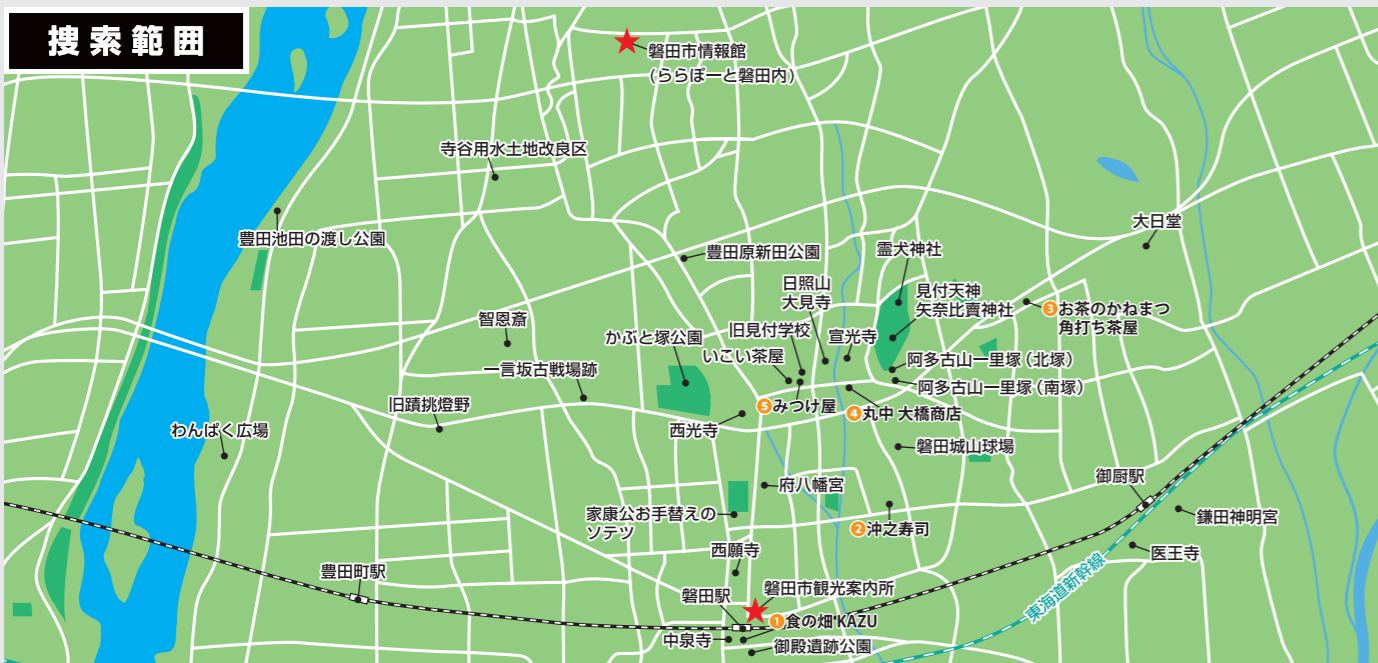 捜索範囲
磐田市情報館
(ららぽーと磐田内)
寺谷用水土地改良区
豊田池田の渡し公園
大日堂
豊田原新田公園
霊犬神社
日照山
大見寺
見付天神
矢奈比賣神社
③お茶のかねまつ
角打ち茶屋
智恩斎
かぶと塚公園
旧見付学校
宣光寺
いこい茶屋
阿多古山一里塚(北塚)
一言坂古戦場跡
阿多古山一里塚(南塚)
旧蹟挑燈野
⑤みつけ屋
④丸中 大橋商店
わんぱく広場
西光寺
磐田城山球場
御厨駅
府八幡宮
家康公お手替えの
ソテツ
②沖之寿司
鎌田神明宮
西願寺
医王寺
豊田町駅
磐田市観光案内所
東海道新幹線
磐田駅
①食の畑 KAZU
中泉寺
御殿遺跡公園